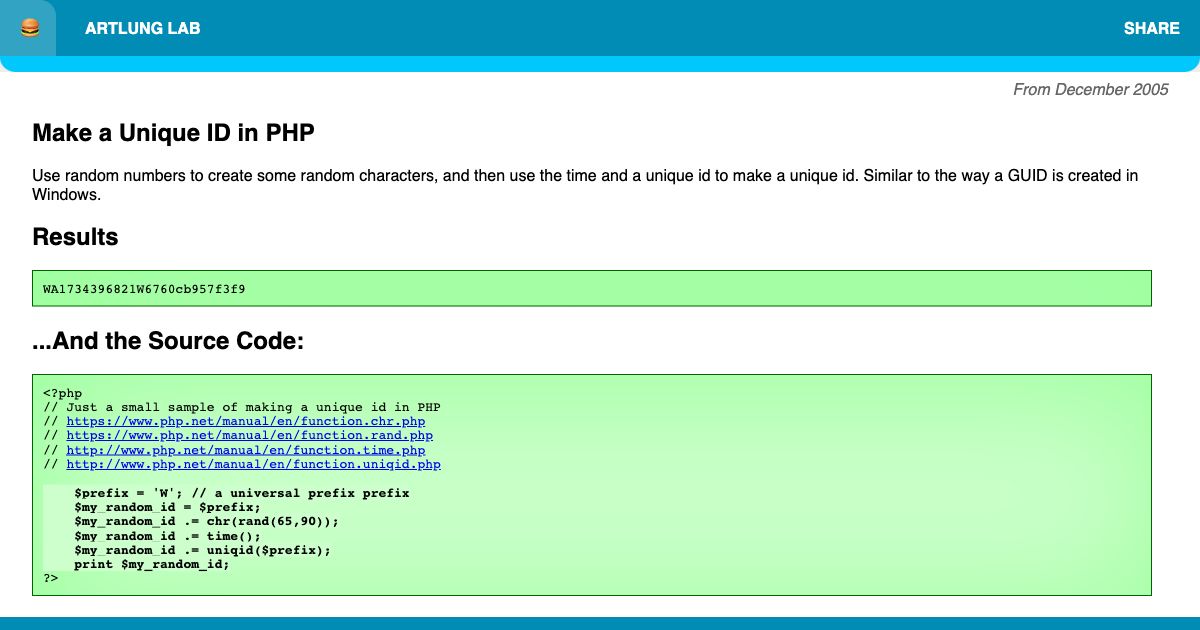 ARTLUNG LAB
SHARE
From December 2005
Make a Unique ID in PHP
Use random numbers to create some random characters, and then use the time and a unique id to make a unique id. Similar to the way a GUID is created in
Windows.
Results
WA1734396821W6760cb957f3f9
...And the Source Code:
<?php
// Just a small sample of making a unique id in PHP
// https://www.php.net/manual/en/function.chr.php
// https://www.php.net/manual/en/function.rand.php
// http://www.php.net/manual/en/function.time.php
// http://www.php.net/manual/en/function.uniqid.php
$prefix = 'W'; // a universal prefix prefix
$my_random_id = $prefix;
$my_random_id .= chr(rand(65,90));
$my_random_id .= time();
$my_random_id .= uniqid($prefix);
print $my_random_id;
?>